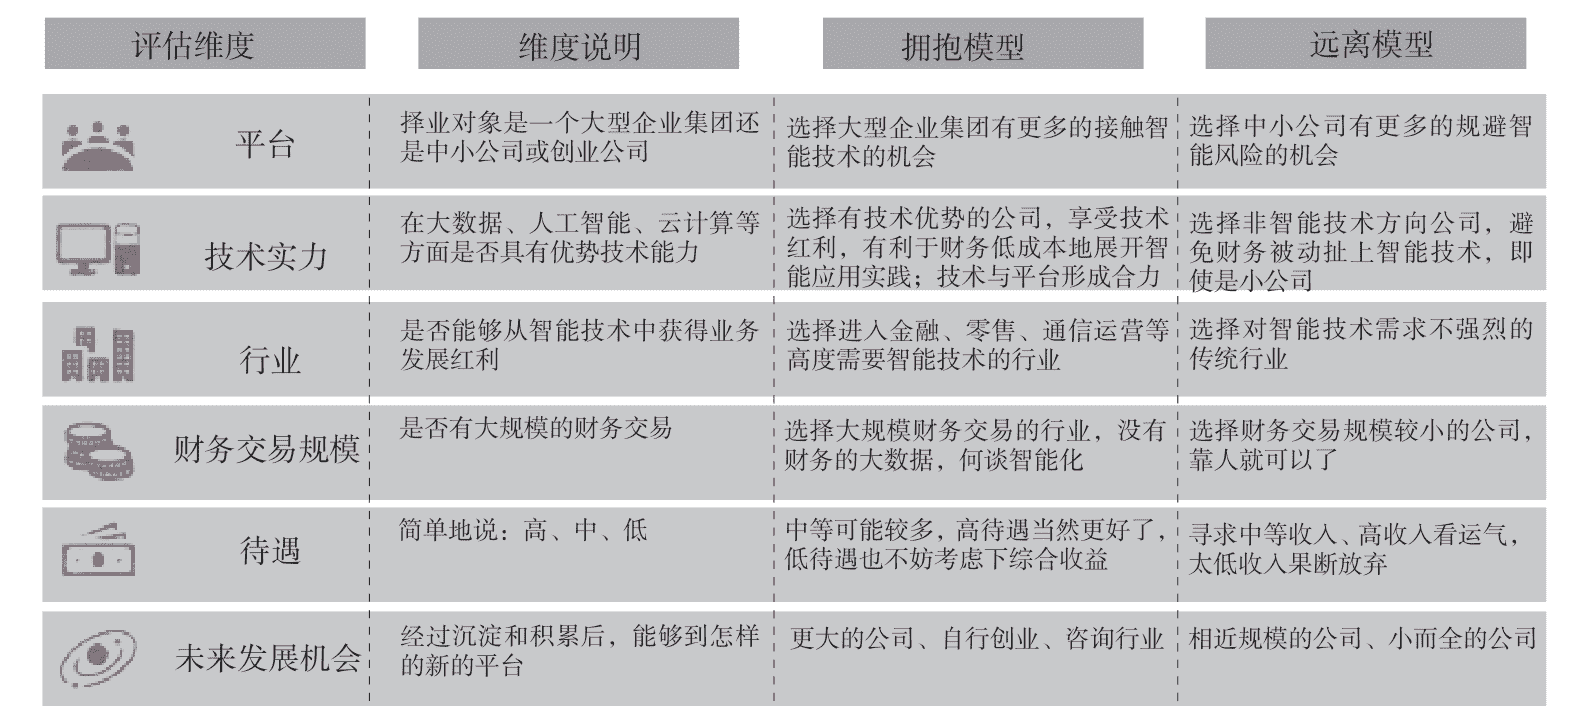 评估维度
维度说明
拥抱模型
远离模型
平台
择业对象是一个大型企业集团还
是中小公司或创业公司
选择大型企业集团有更多的接触智
能技术的机会
选择中小公司有更多的规避智
能风险的机会
技术实力
在大数据、人工智能、云计算等
方面是否具有优势技术能力
选择有技术优势的公司，享受技术
红利，有利于财务低成本地展开智
能应用实践；技术与平台形成合力
选择非智能技术方向公司，避
免财务被动扯上智能技术，即
使是小公司
行业
是否能够从智能技术中获得业务
发展红利
选择进入金融、零售、通信运营等
高度需要智能技术的行业
选择对智能技术需求不强烈的
传统行业
财务交易规模
是否有大规模的财务交易
选择大规模财务交易的行业，没有
财务的大数据，何谈智能化
选择财务交易规模较小的公司，
靠人就可以了
待遇
简单地说：高、中、低
中等可能较多，高待遇当然更好了，
低待遇也不妨考虑下综合收益
寻求中等收入、高收入看运气，
太低收入果断放弃
未来发展机会
经过沉淀和积累后，能够到怎样
的新的平台
更大的公司、自行创业、咨询行业
相近规模的公司、小而全的公司